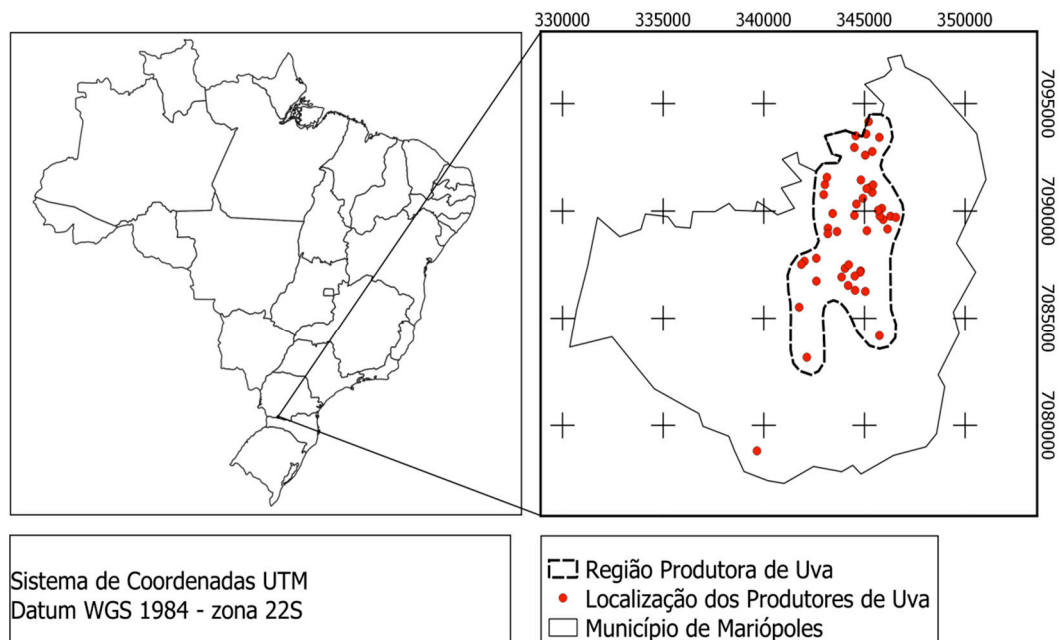 330000 335000 340000 345000 350000
7095000
7090000
7085000
7080000
Sistema de Coordenadas UTM
Datum WGS 1984 - zona 22S
Região Produtora de Uva
Localização dos Produtores de Uva
Município de Mariópoles